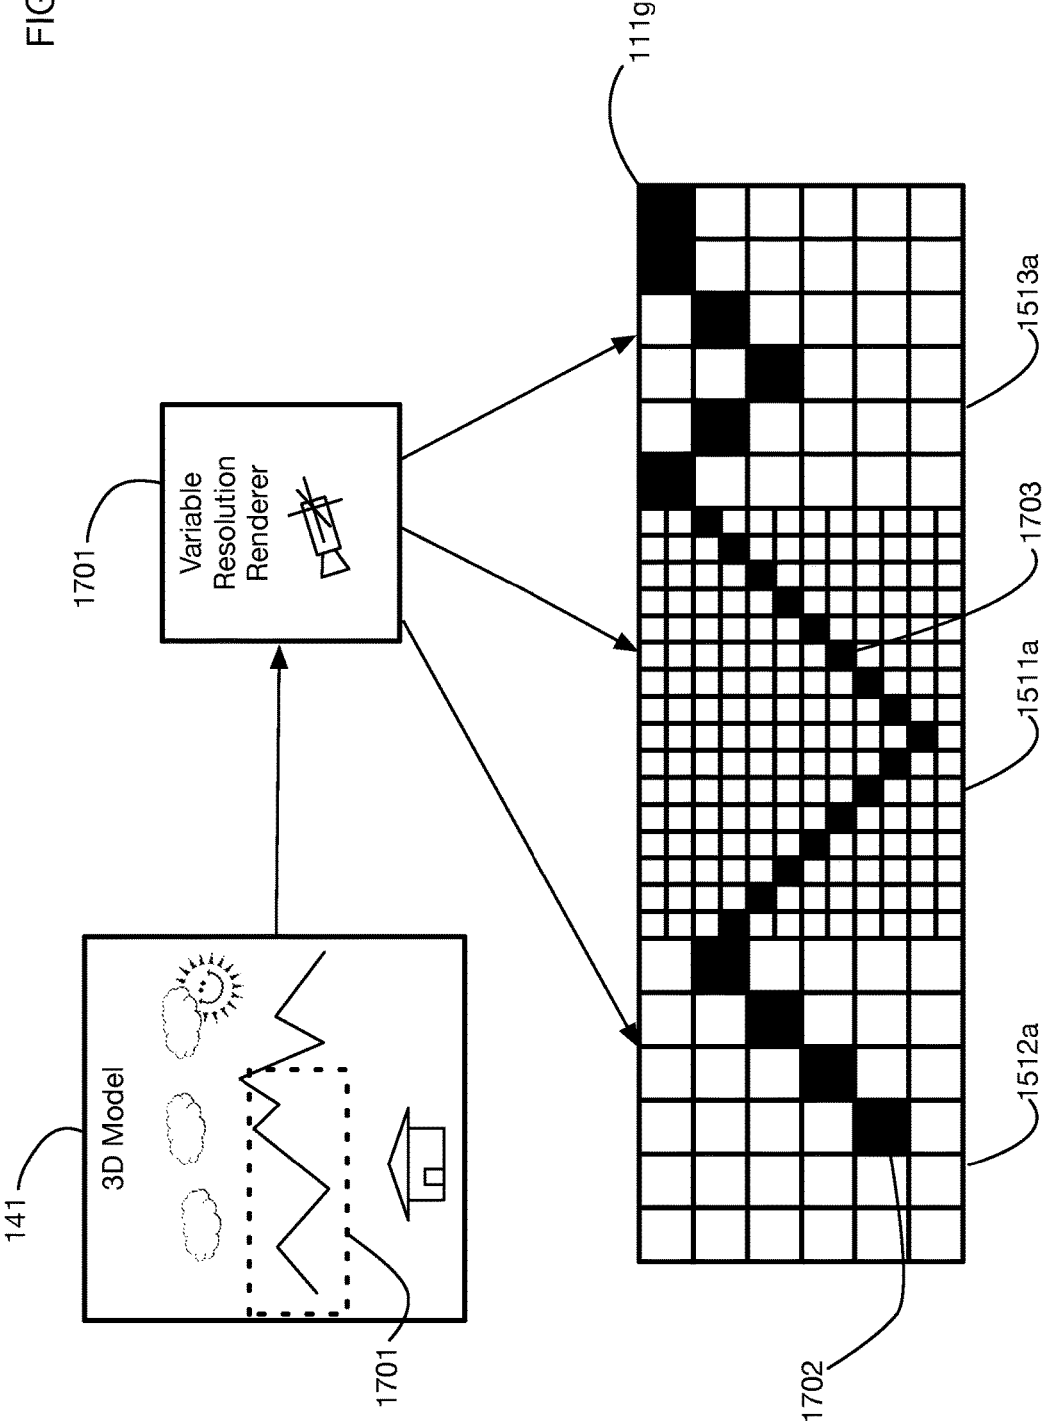 FIG
141
1701
3D Model
Variable
Resolution
Renderer
1701
111g
1702
1512a
1511a
1703
1513a